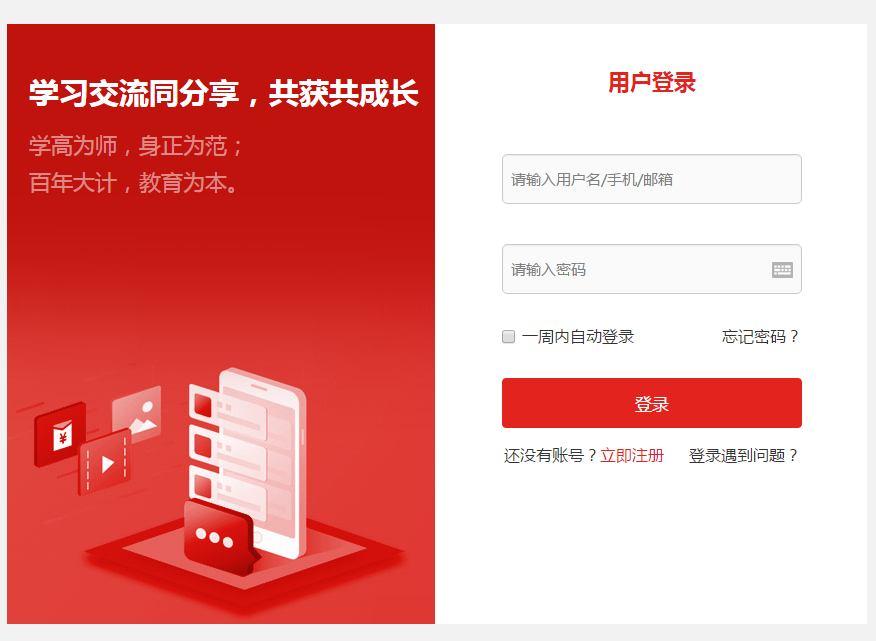 学习交流同分享，共获共成长
学高为师，身正为范；
百年大计，教育为本。
¥
用户登录
请输入用户名/手机/邮箱
请输入密码
一周内自动登录 忘记密码？
登录
还没有账号？立即注册 登录遇到问题？